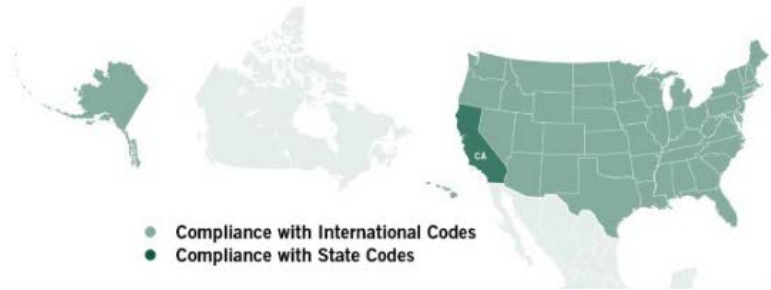 CA
Compliance with International Codes
Compliance with State Codes